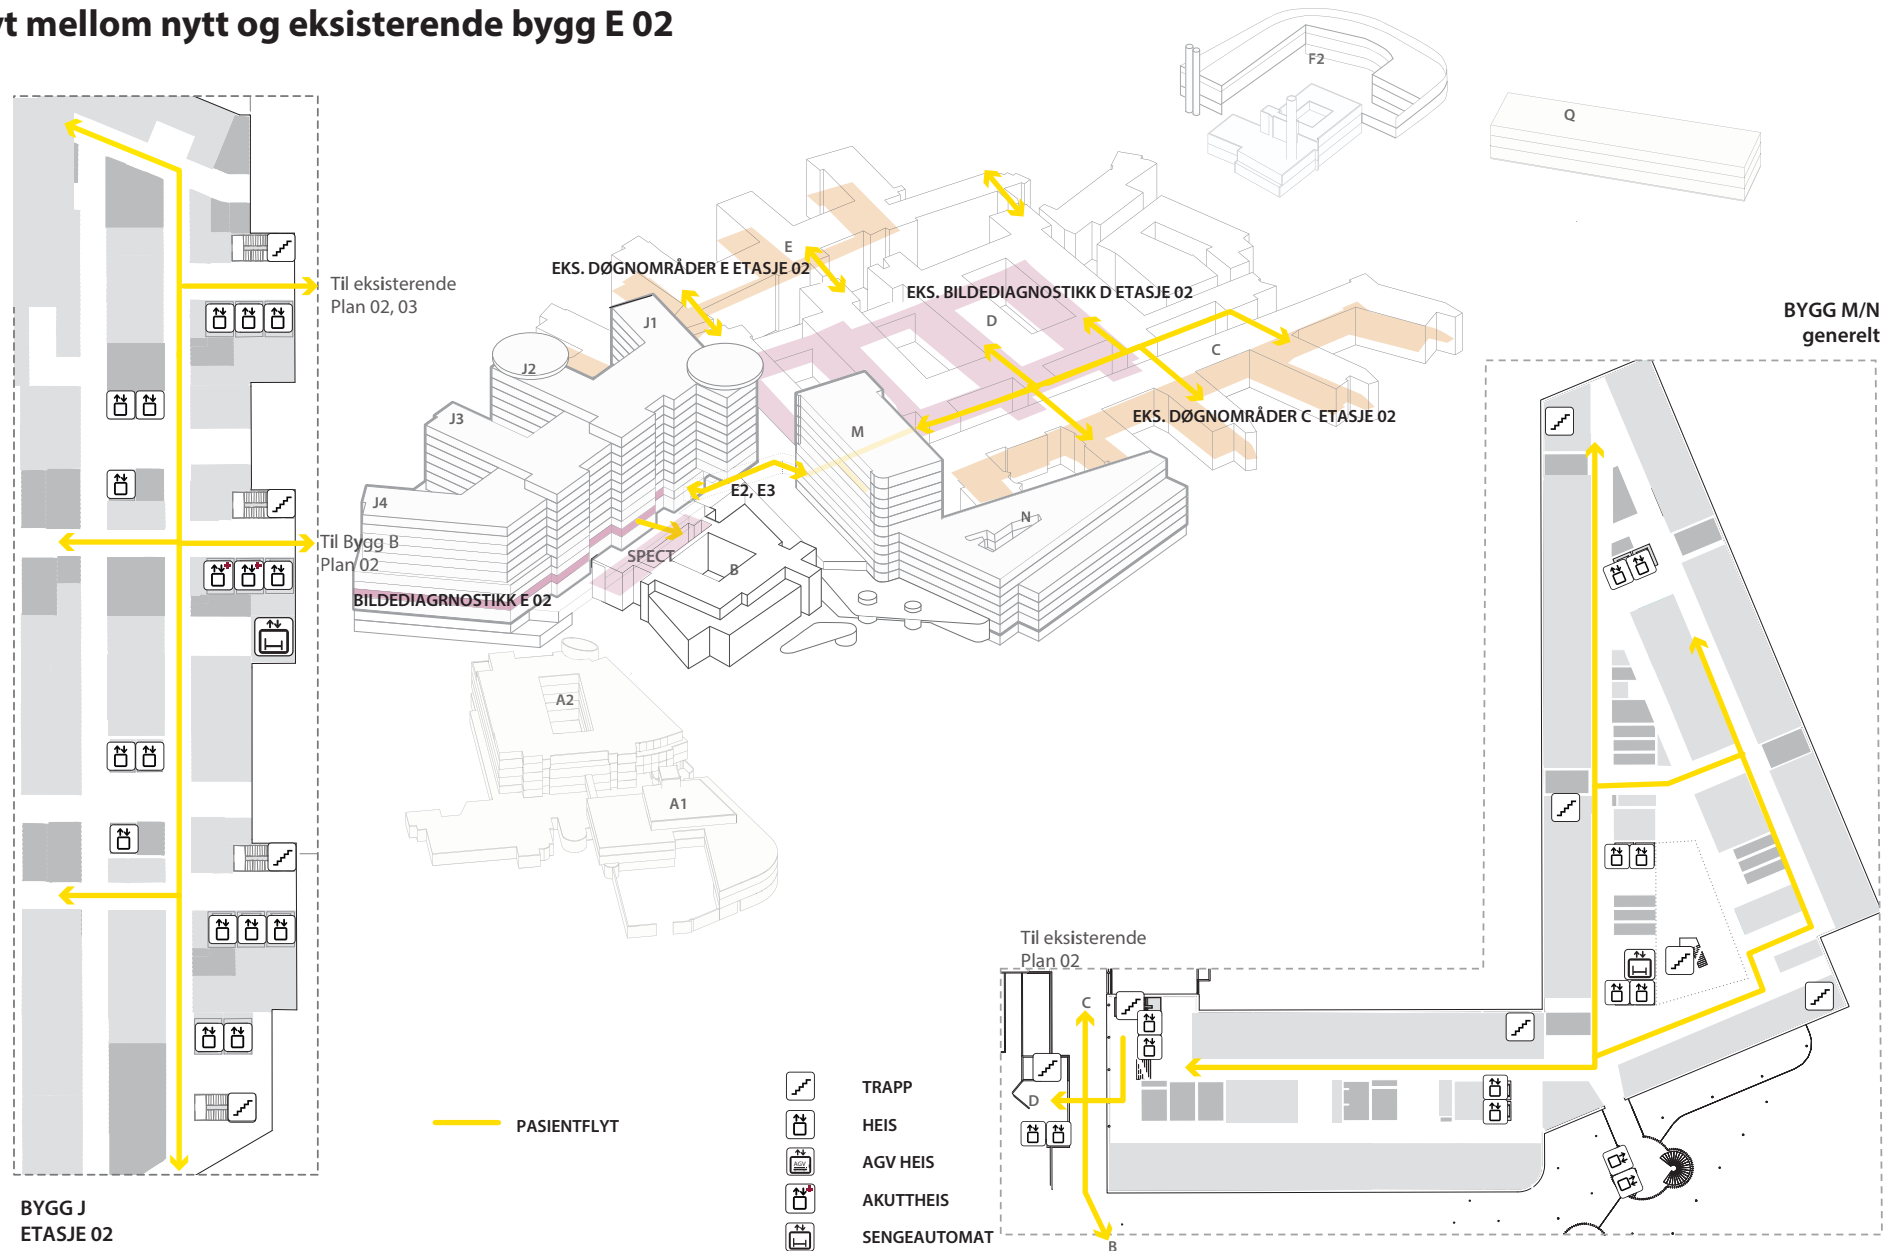 t mellom nytt og eksisterende bygg E 02
F2
Q
E
EKS. DØGNOMRÅDER E ETASJE 02
EKS. BILDEDIAGNOSTIKK D ETASJE 02
Til eksisterende
Plan 02, 03
J1
D
C
BYGG M/N
generelt
J2
J3
M
EKS. DØGNOMRÅDER C ETASJE 02
J4
E2, E3
N
Til Bygg B
Plan 02
SPECT
B
BILDEDIAGRNOSTIKK E 02
A2
A1
Til eksisterende
Plan 02
C
D
B
PASIENTFLYT
TRAPP
HEIS
AGV
AGV HEIS
AKUTTHEIS
SENGEAUTOMAT
BYGG J
ETASJE 02